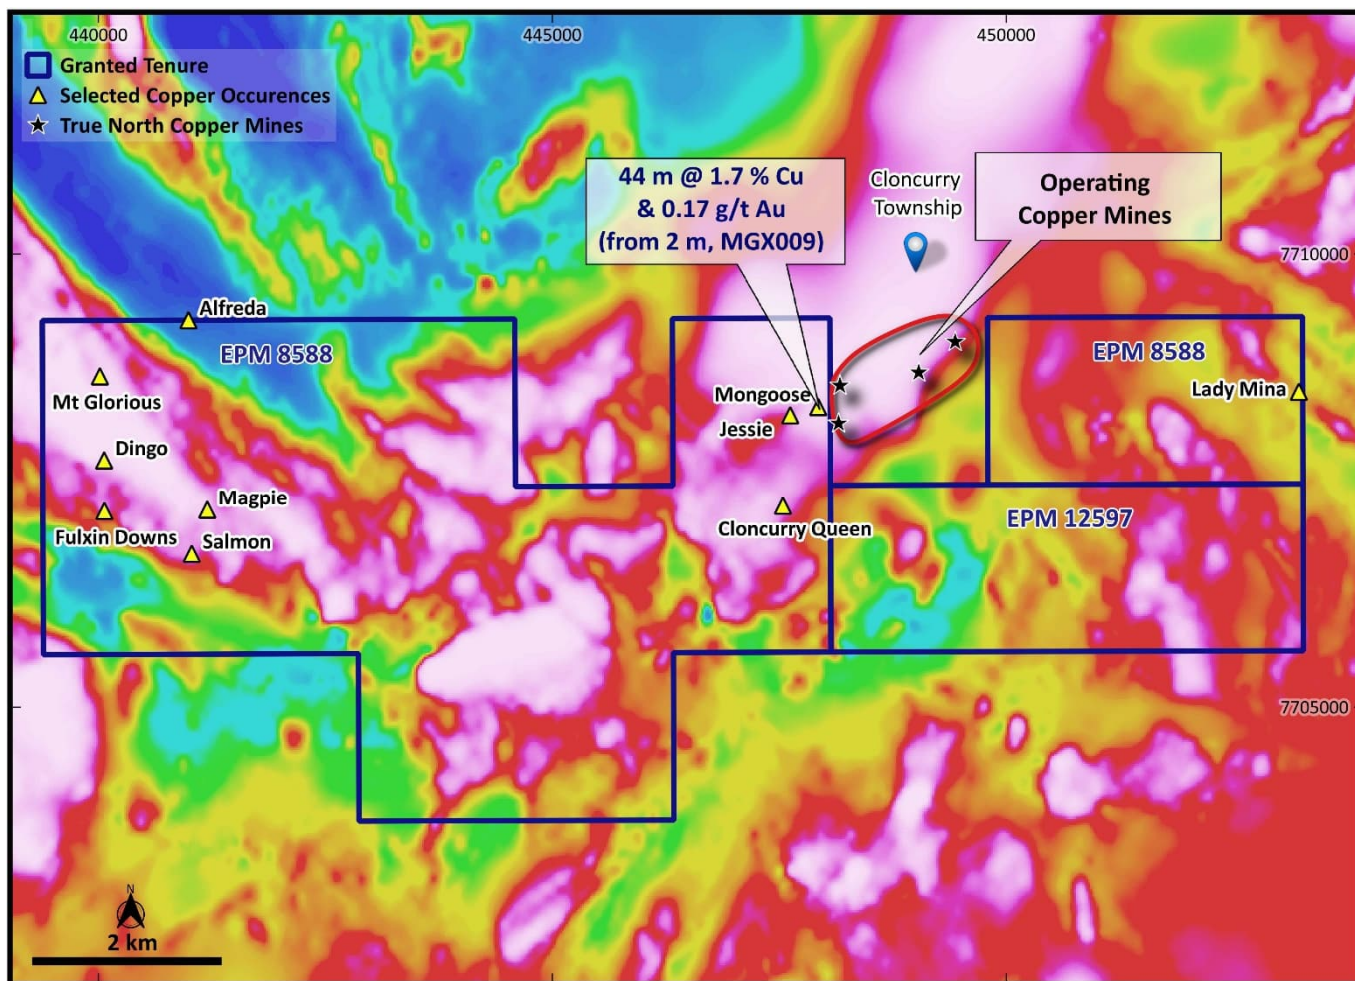 440000
445000
450000
Granted Tenure
Selected Copper Occurences
True North Copper Mines
44 m @ 1.7 % Cu
& 0.17 g/t Au
(from 2 m, MGX009)
Cloncurry
Township
Operating
Copper Mines
7710000
Alfreda
EPM 8588
EPM 8588
Mt Glorious
Mongoose
Lady Mina
Jessie
Dingo
Magpie
Cloncurry Queen
EPM 12597
Fulxin Downs
Salmon
7705000
N
2 km